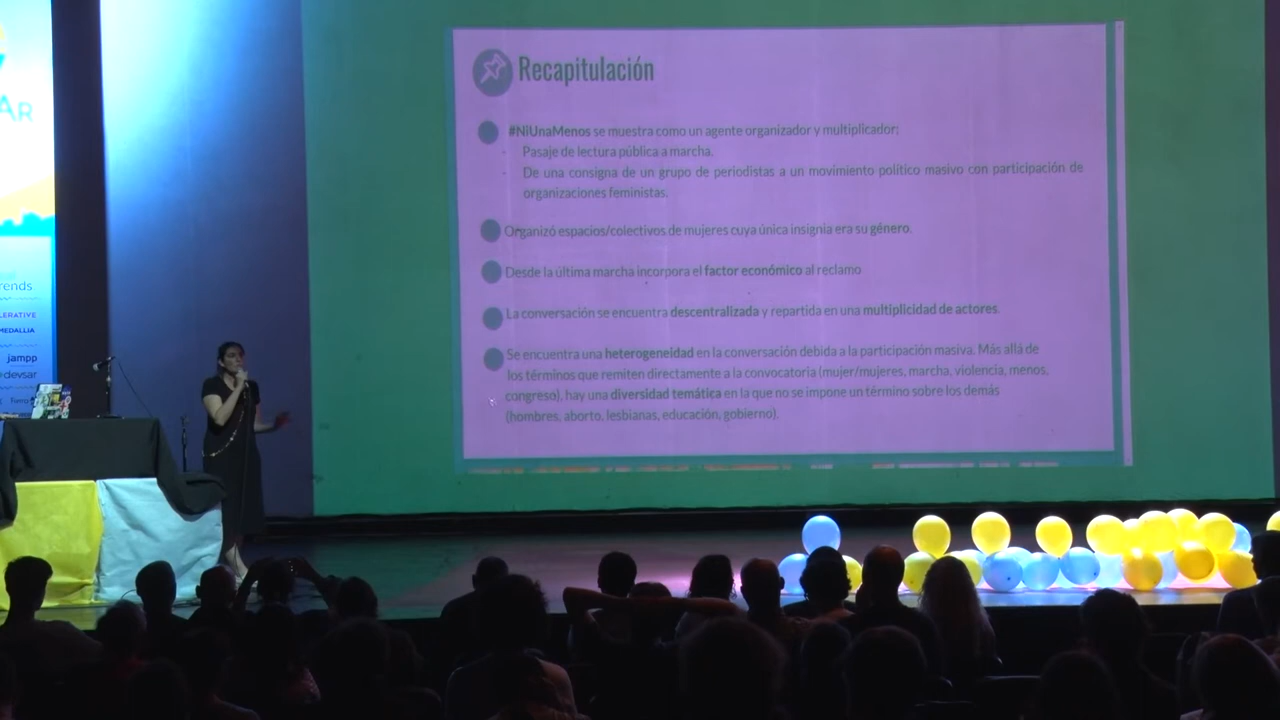 AR
rends
LERATIVE
MEDALLIA
jampp
devsar
Recapitulación
#NiUnaMenos se muestra como un agente organizador y multiplicador:
- Pasaje de lectura pública a marcha.
- De una consigna de un grupo de periodistas a un movimiento político masivo con participación de
organizaciones feministas.
Organizó espacios/colectivos de mujeres cuya única insignia era su género.
Desde la última marcha incorpora el factor económico al reclamo
La conversación se encuentra descentralizada y repartida en una multiplicidad de actores.
Se encuentra una heterogeneidad en la conversación debida a la participación masiva. Más allá de
los términos que remiten directamente a la convocatoria (mujer/mujeres, marcha, violencia, menos,
congreso), hay una diversidad temática en la que no se impone un término sobre los demás
(hombres, aborto, lesbianas, educación, gobierno).